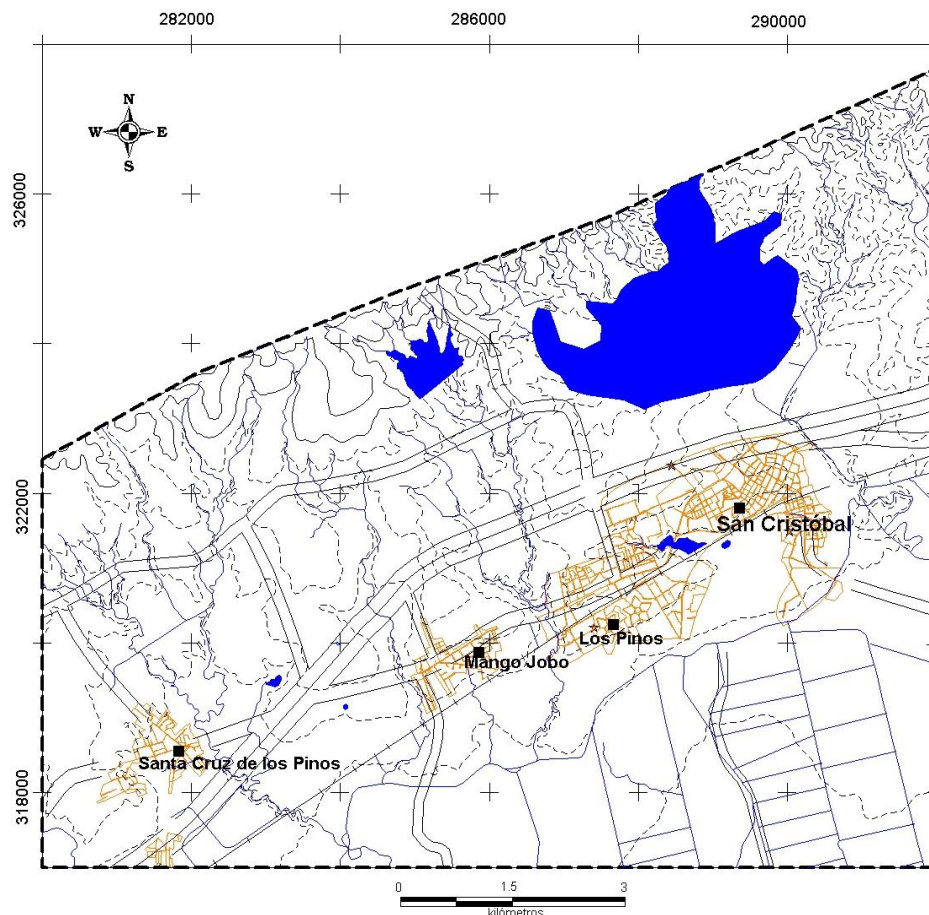 282000
286000
290000
N
W
E
S
326000
322000
San Cristóbal
Los Pinos
Mango Jobo
Santa Cruz de los Pinos
318000
0
1.5
3
kilómetros